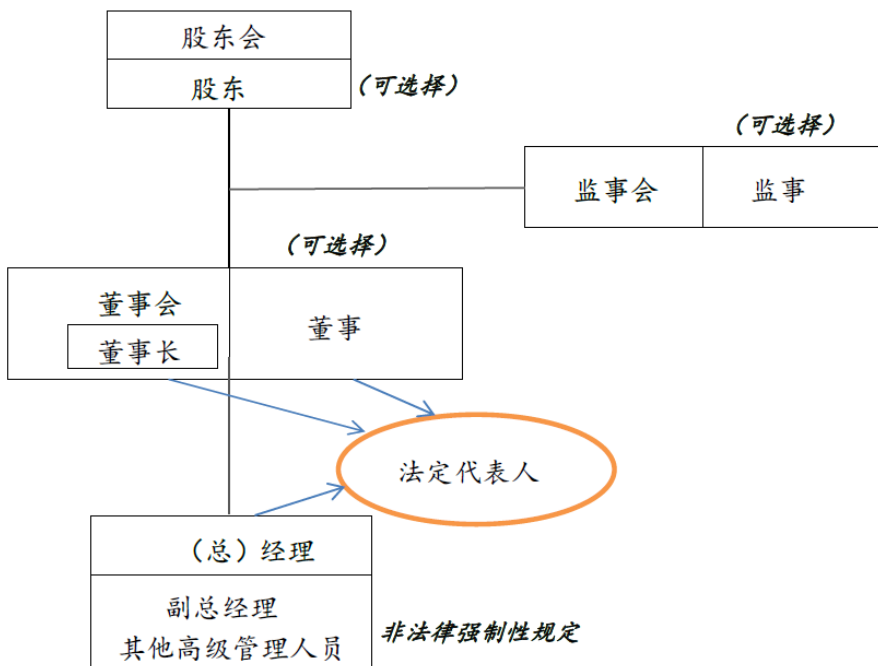 股东会
股东
（可选择）
（可选择）
监事会
监事
（可选择）
董事会
董事长
董事
法定代表人
（总）经理
副总经理
其他高级管理人员
非法律强制性规定